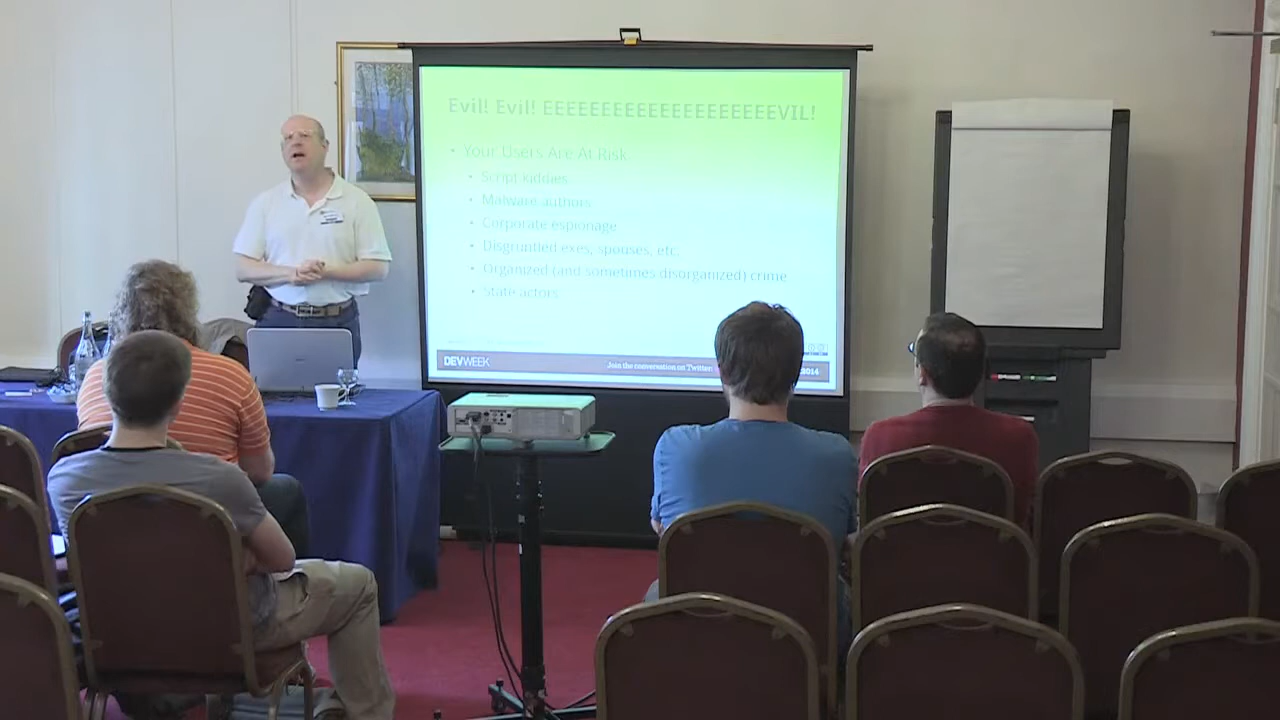 Evil! Evil! EEEEEEEEEEEEEEEEEEEEVIL!
• Your Users Are At Risk
• Script kiddies
• Malware authors
• Corporate espionage
• Disgruntled exes, spouses, etc.
• Organized (and sometimes disorganized) crime
• State actors
DEVWEEK
Join the conversation on Twitter:
2014